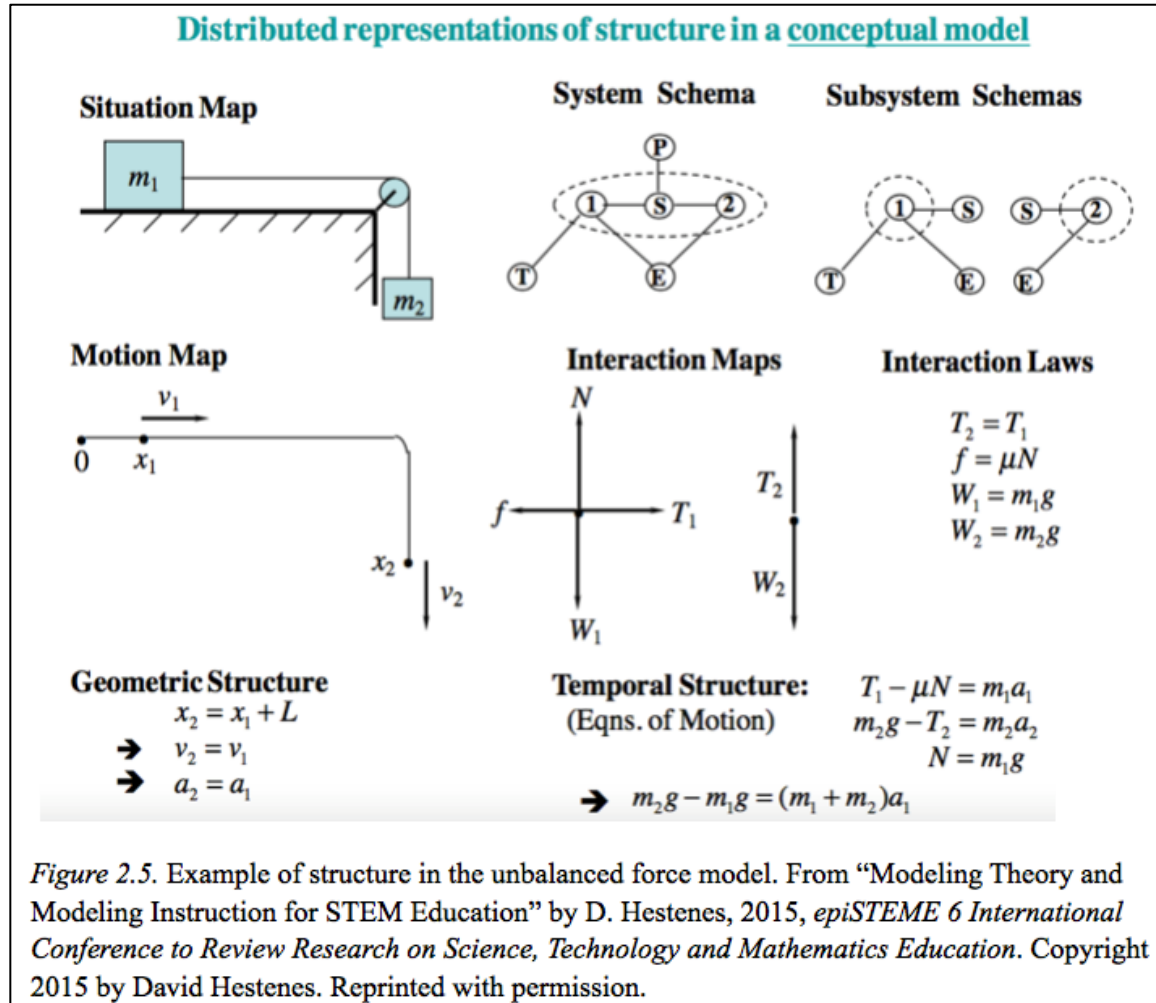 Distributed representations of structure in a conceptual model
Situation Map
m₁
m₂
System Schema
P
1 S 2
T E
Subsystem Schemas
1 S
T E
S 2
E
Motion Map
v₁
0 x₁
x₂
v₂
Interaction Maps
N
f T₁
W₁
T₂
W₂
Interaction Laws
T₂ = T₁
f = μN
W₁ = m₁g
W₂ = m₂g
Geometric Structure
x₂ = x₁ + L
➔ v₂ = v₁
➔ a₂ = a₁
Temporal Structure:
(Eqns. of Motion)
T₁ − μN = m₁a₁
m₂g − T₂ = m₂a₂
N = m₁g
➔ m₂g − m₁g = (m₁ + m₂)a₁
Figure 2.5. Example of structure in the unbalanced force model. From “Modeling Theory and
Modeling Instruction for STEM Education” by D. Hestenes, 2015, epiSTEME 6 International
Conference to Review Research on Science, Technology and Mathematics Education. Copyright
2015 by David Hestenes. Reprinted with permission.